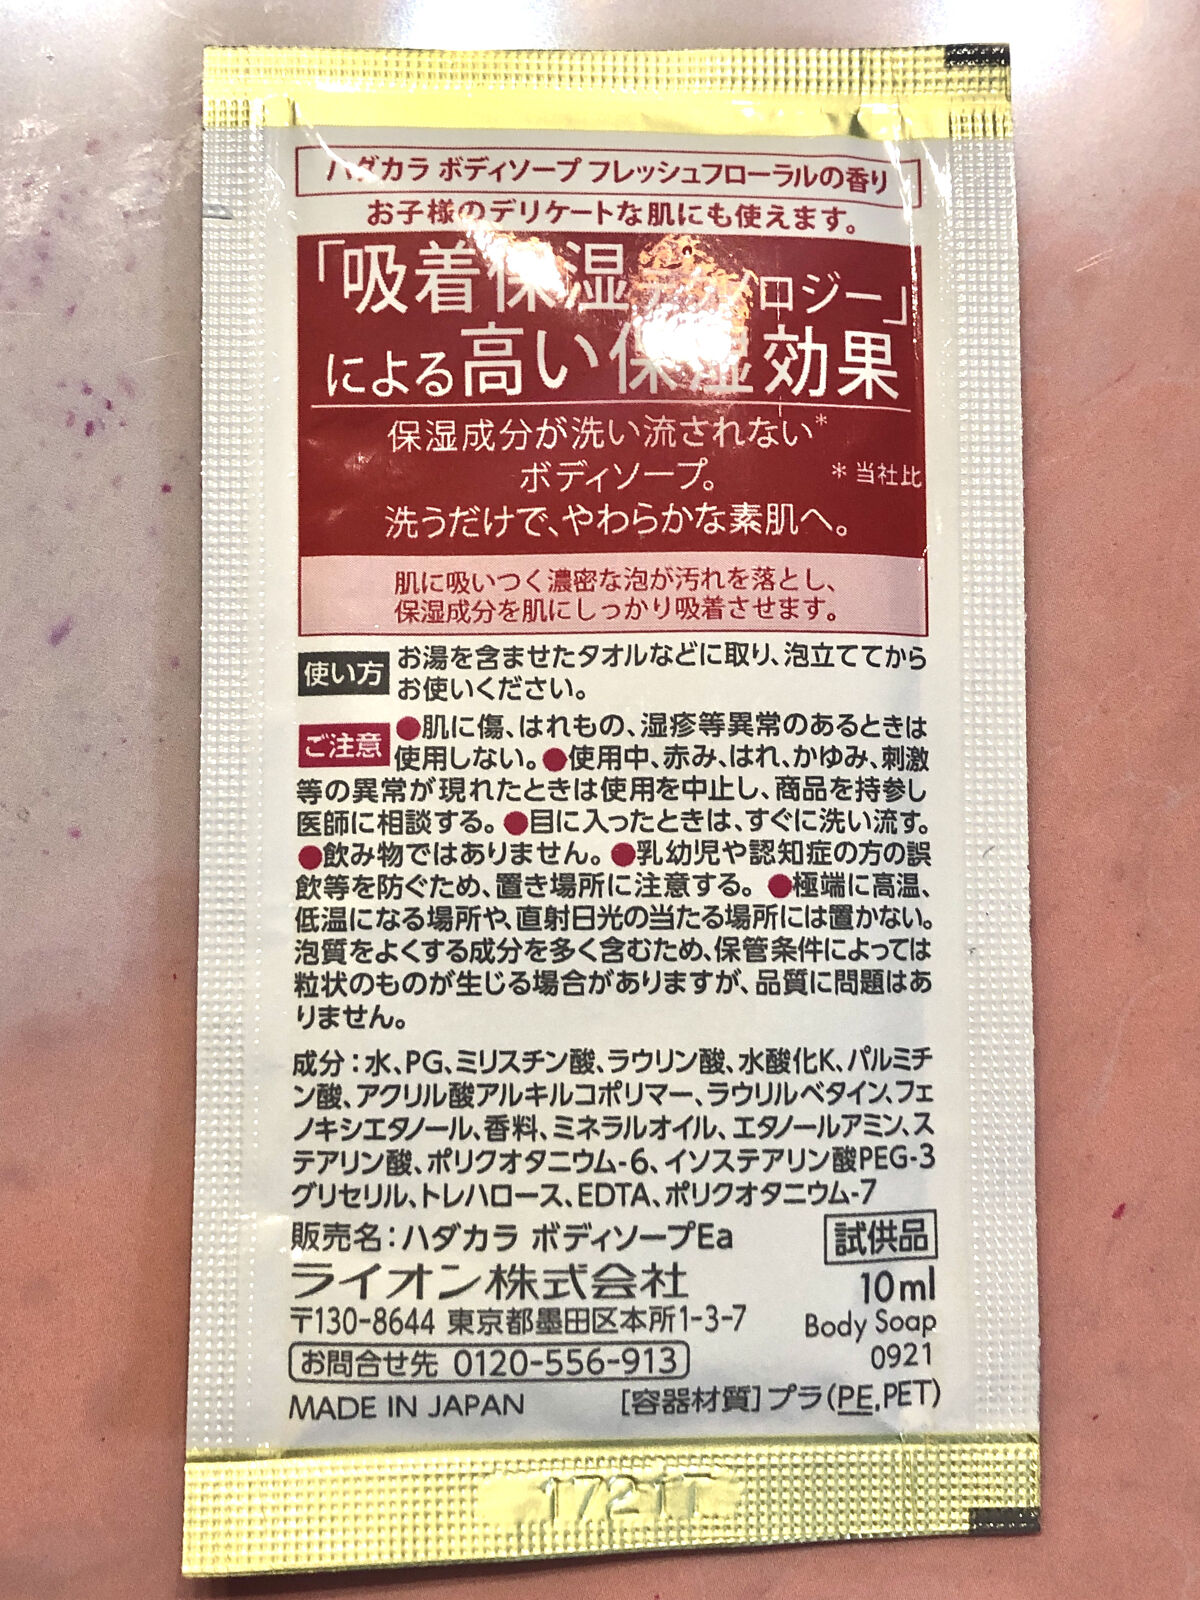 ハダカラ ボディソープ フレッシュフローラルの香り
お子様のデリケートな肌にも使えます。
「吸着保湿テクノロジー」
による高い保湿効果
保湿成分が洗い流されない*
ボディソープ。
*当社比
洗うだけで、やわらかな素肌へ。
肌に吸いつく濃密な泡が汚れを落とし、
保湿成分を肌にしっかり吸着させます。
使い方 お湯を含ませたタオルなどに取り、泡立ててから
お使いください。
ご注意 ●肌に傷、はれもの、湿疹等異常のあるときは
使用しない。●使用中、赤み、はれ、かゆみ、刺激
等の異常が現れたときは使用を中止し、商品を持参し
医師に相談する。●目に入ったときは、すぐに洗い流す。
●飲み物ではありません。●乳幼児や認知症の方の誤
飲等を防ぐため、置き場所に注意する。●極端に高温、
低温になる場所や、直射日光の当たる場所には置かない。
泡質をよくする成分を多く含むため、保管条件によっては
粒状のものが生じる場合がありますが、品質に問題はあ
りません。
成分：水、PG、ミリスチン酸、ラウリン酸、水酸化K、パルミチ
ン酸、アクリル酸アルキルコポリマー、ラウリルベタイン、フェ
ノキシエタノール、香料、ミネラルオイル、エタノールアミン、ス
テアリン酸、ポリクオタニウム-6、イソステアリン酸PEG-3
グリセリル、トレハロース、EDTA、ポリクオタニウム-7
販売名：ハダカラ ボディソープEa
試供品
ライオン株式会社
10ml
〒130-8644 東京都墨田区本所1-3-7
Body Soap
お問合せ先 0120-556-913
0921
MADE IN JAPAN
[容器材質]プラ(PE,PET)
1721T